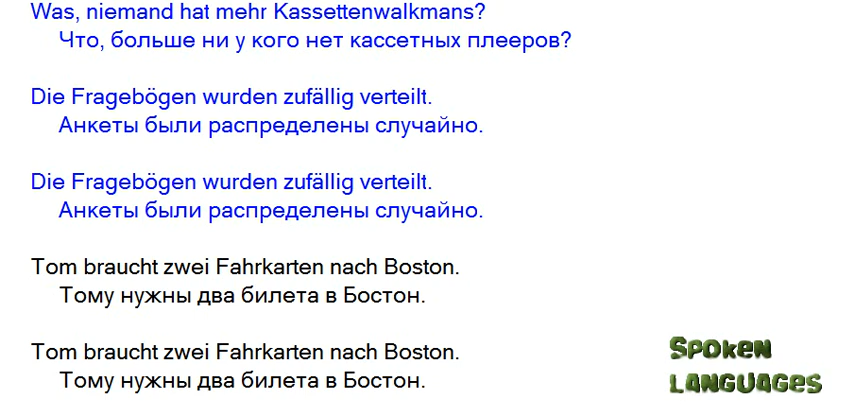 Was, niemand hat mehr Kassettenwalkmans?
Что, больше ни у кого нет кассетных плееров?
Die Fragebögen wurden zufällig verteilt.
Анкеты были распределены случайно.
Die Fragebögen wurden zufällig verteilt.
Анкеты были распределены случайно.
Tom braucht zwei Fahrkarten nach Boston.
Тому нужны два билета в Бостон.
Tom braucht zwei Fahrkarten nach Boston.
Тому нужны два билета в Бостон.
Spoken
Languages